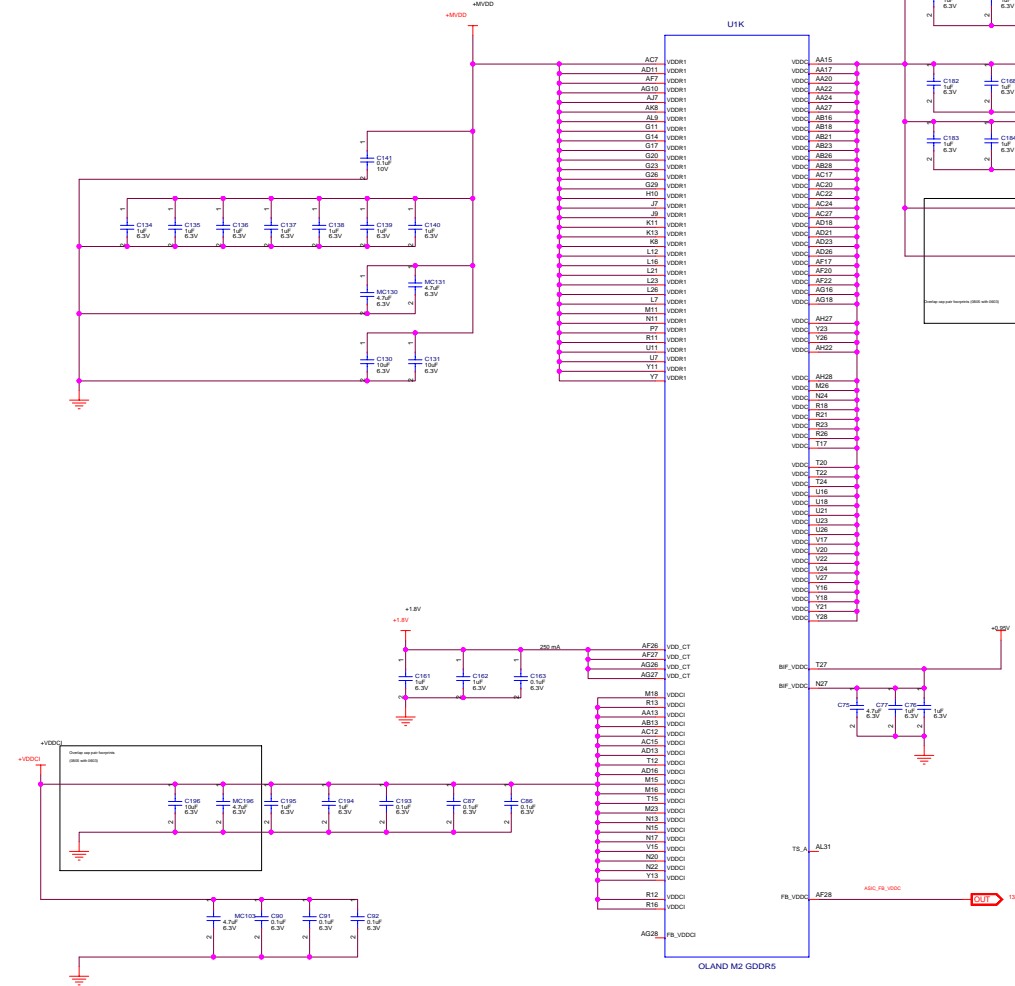 +MVDD
+MVDD
U1K
6.3V
6.3V
2
2
AC7 VDDR1
AD11 VDDR1
AF7 VDDR1
AG10 VDDR1
AJ7 VDDR1
AK8 VDDR1
AL9 VDDR1
G11 VDDR1
G14 VDDR1
G17 VDDR1
G20 VDDR1
G23 VDDR1
G26 VDDR1
G29 VDDR1
H10 VDDR1
J7 VDDR1
J9 VDDR1
K11 VDDR1
K13 VDDR1
K8 VDDR1
L12 VDDR1
L16 VDDR1
L21 VDDR1
L23 VDDR1
L26 VDDR1
L7 VDDR1
M11 VDDR1
N11 VDDR1
P7 VDDR1
R11 VDDR1
U11 VDDR1
U7 VDDR1
Y11 VDDR1
Y7 VDDR1
VDDC AA15
VDDC AA17
VDDC AA20
VDDC AA22
VDDC AA24
VDDC AA27
VDDC AB16
VDDC AB18
VDDC AB21
VDDC AB23
VDDC AB26
VDDC AB28
VDDC AC17
VDDC AC20
VDDC AC22
VDDC AC24
VDDC AC27
VDDC AD18
VDDC AD21
VDDC AD23
VDDC AD26
VDDC AF17
VDDC AF20
VDDC AF22
VDDC AG16
VDDC AG18
VDDC AH27
VDDC Y23
VDDC Y26
VDDC AH22
VDDC AH28
VDDC M26
VDDC N24
VDDC R18
VDDC R21
VDDC R23
VDDC R26
VDDC T17
VDDC T20
VDDC T22
VDDC T24
VDDC U16
VDDC U18
VDDC U21
VDDC U23
VDDC U26
VDDC V17
VDDC V20
VDDC V22
VDDC V24
VDDC V27
VDDC Y16
VDDC Y18
VDDC Y21
VDDC Y28
C182
1uF
6.3V
1uF
6.3V
C183
1uF
6.3V
1uF
6.3V
Overlap cap pair footprints (0805 with 0603)
C141
0.1uF
10V
C134
1uF
6.3V
C135
1uF
6.3V
C136
1uF
6.3V
C137
1uF
6.3V
C138
1uF
6.3V
C139
1uF
6.3V
C140
1uF
6.3V
MC130
4.7uF
6.3V
MC131
4.7uF
6.3V
C130
10uF
6.3V
C131
10uF
6.3V
+1.8V
+1.8V
250 mA
C161
1uF
6.3V
C162
1uF
6.3V
C163
0.1uF
6.3V
AF26 VDD_CT
AF27 VDD_CT
AG26 VDD_CT
AG27 VDD_CT
M18 VDDCI
R13 VDDCI
AA13 VDDCI
AB13 VDDCI
AC12 VDDCI
AC15 VDDCI
AD13 VDDCI
T12 VDDCI
AD16 VDDCI
M15 VDDCI
M16 VDDCI
T15 VDDCI
M23 VDDCI
N13 VDDCI
N15 VDDCI
N17 VDDCI
V15 VDDCI
N20 VDDCI
N22 VDDCI
Y13 VDDCI
R12 VDDCI
R16 VDDCI
AG28 FB_VDDCI
+0.95V
BIF_VDDC T27
BIF_VDDC N27
C75
4.7uF
6.3V
C77
1uF
6.3V
C76
1uF
6.3V
TS_A AL31
FB_VDDC AF28
ASIC_FB_VDDC
OUT
13
+VDDCI
+VDDCI
Overlap cap pair footprints
(0805 with 0603)
C196
10uF
6.3V
MC196
4.7uF
6.3V
C195
1uF
6.3V
C194
1uF
6.3V
C193
0.1uF
6.3V
C87
0.1uF
6.3V
C86
0.1uF
6.3V
MC103
4.7uF
6.3V
C90
0.1uF
6.3V
C91
0.1uF
6.3V
C92
0.1uF
6.3V
OLAND M2 GDDR5